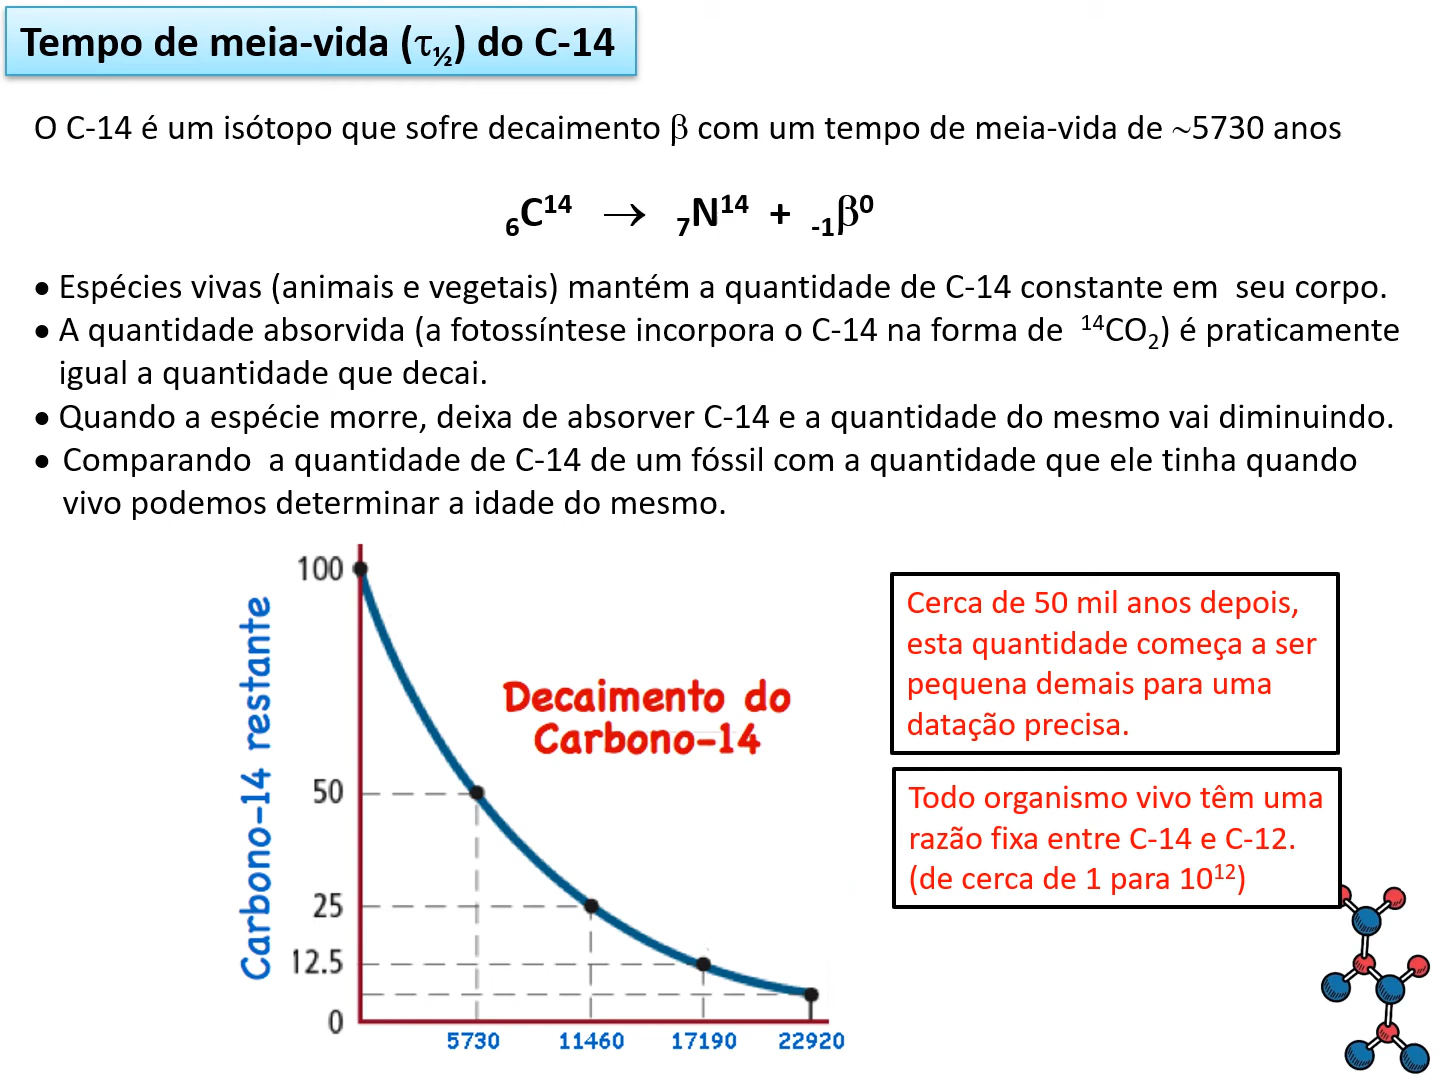 Tempo de meia-vida (τ½) do C-14
O C-14 é um isótopo que sofre decaimento β com um tempo de meia-vida de ~5730 anos
₆C¹⁴ → ₇N¹⁴ + ₋₁β⁰
• Espécies vivas (animais e vegetais) mantém a quantidade de C-14 constante em seu corpo.
• A quantidade absorvida (a fotossíntese incorpora o C-14 na forma de ¹⁴CO₂) é praticamente
igual a quantidade que decai.
• Quando a espécie morre, deixa de absorver C-14 e a quantidade do mesmo vai diminuindo.
• Comparando a quantidade de C-14 de um fóssil com a quantidade que ele tinha quando
vivo podemos determinar a idade do mesmo.
Carbono-14 restante
100
50
25
12.5
0
Decaimento do
Carbono-14
5730 11460 17190 22920
Cerca de 50 mil anos depois,
esta quantidade começa a ser
pequena demais para uma
datação precisa.
Todo organismo vivo têm uma
razão fixa entre C-14 e C-12.
(de cerca de 1 para 10¹²)